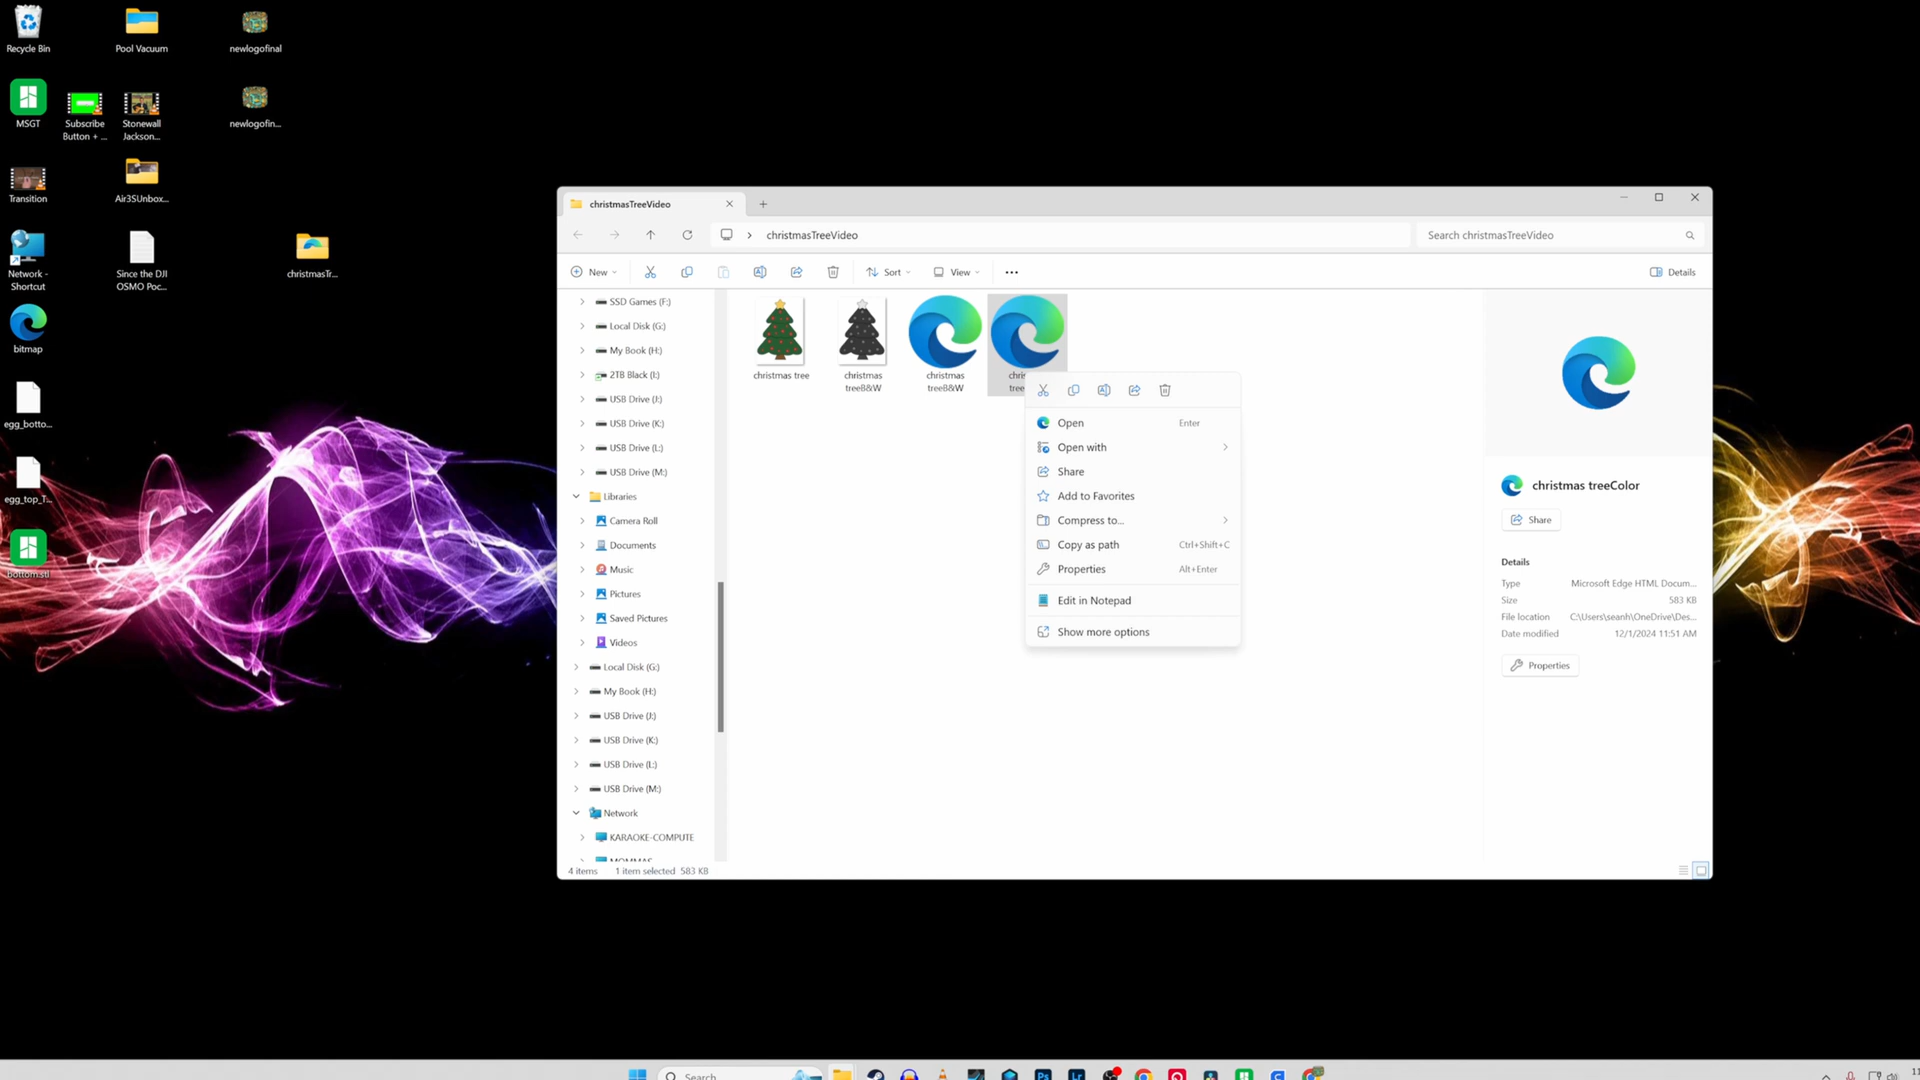 Recycle Bin
Pool Vacuum
newlogofinal
MSGT
Subscribe
Button + ...
Stonewall
Jackson...
newlogofin...
Transition
Air3SUnbox...
Network -
Shortcut
Since the DJI
OSMO Poc...
christmasTr...
bitmap
egg_botto...
egg_top_T...
Bottom.stl
christmasTreeVideo
christmasTreeVideo
Search christmasTreeVideo
New
Sort
View
Details
SSD Games (F:)
Local Disk (G:)
My Book (H:)
2TB Black (I:)
USB Drive (J:)
USB Drive (K:)
USB Drive (L:)
USB Drive (M:)
Libraries
Camera Roll
Documents
Music
Pictures
Saved Pictures
Videos
Local Disk (G:)
My Book (H:)
USB Drive (J:)
USB Drive (K:)
USB Drive (L:)
USB Drive (M:)
Network
KARAOKE-COMPUTE
4 items 1 item selected 583 KB
christmas tree
christmas
treeB&W
christmas
treeB&W
Open Enter
Open with
Share
Add to Favorites
Compress to...
Copy as path Ctrl+Shift+C
Properties Alt+Enter
Edit in Notepad
Show more options
christmas treeColor
Share
Details
Type Microsoft Edge HTML Docum...
Size 583 KB
File location C:\Users\seanh\OneDrive\Des...
Date modified 12/1/2024 11:51 AM
Properties
Search